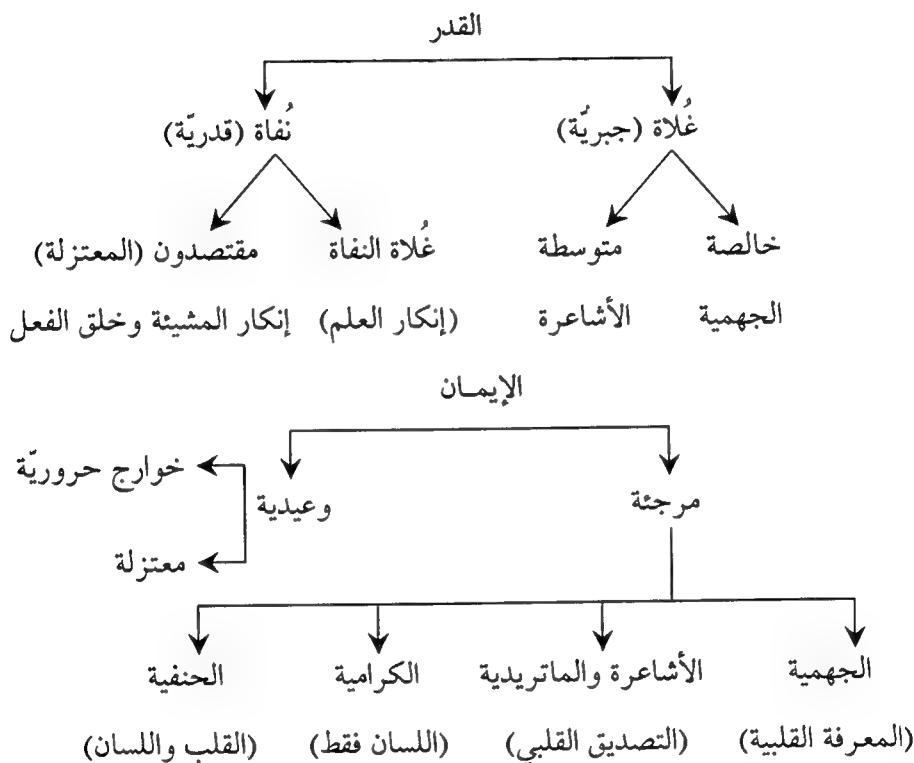 القدر
غُلاة (جبريّة) نُفاة (قدريّة)
خالصة متوسطة غُلاة النفاة مقتصدون (المعتزلة)
الجهمية الأشاعرة (إنكار العلم) إنكار المشيئة وخلق الفعل
الإيمـان
خوارج حروريّة
مرجئة وعيدية
معتزلة
الجهمية الأشاعرة والماتريدية الكرامية الحنفية
(المعرفة القلبية) (التصديق القلبي) (اللسان فقط) (القلب واللسان)